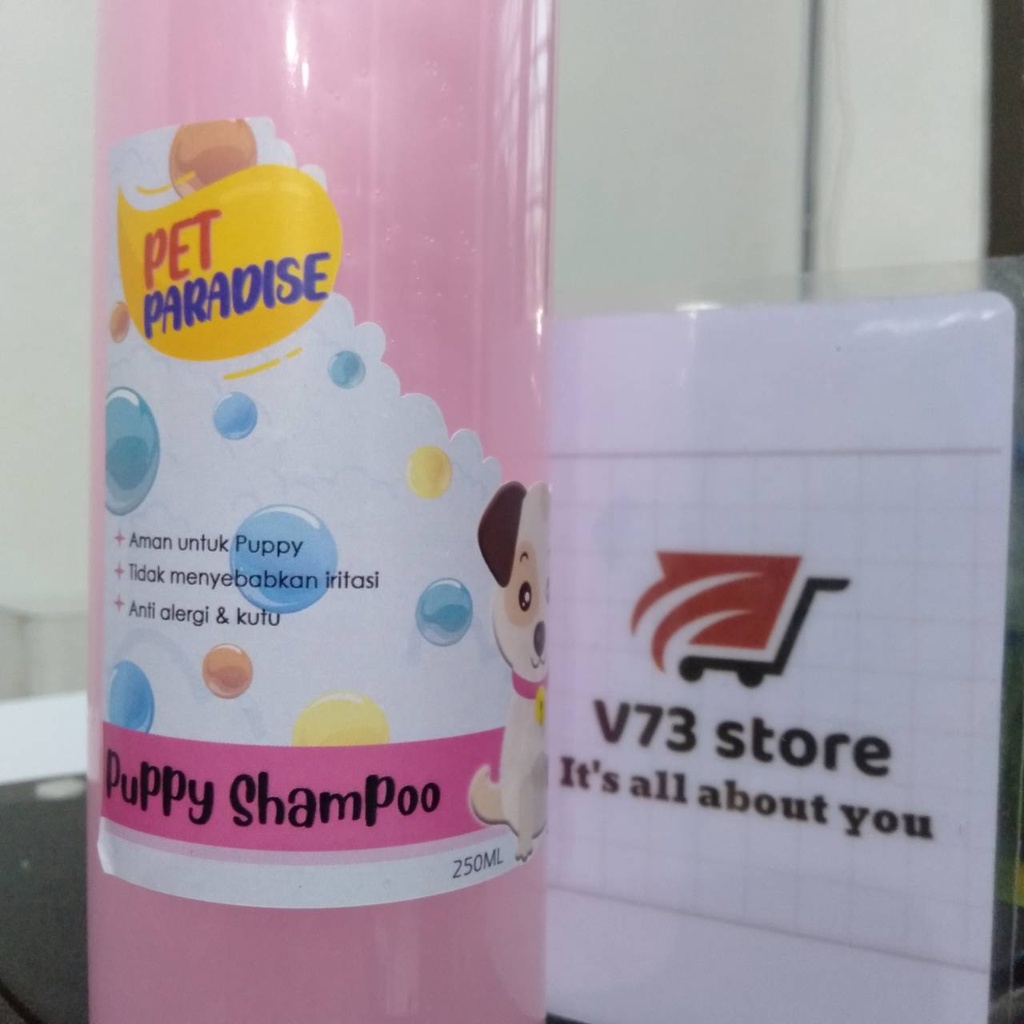 PET
PARADISE
Aman untuk Puppy
Tidak menyebabkan iritasi
Anti alergi & kutu
Puppy Shampoo
250ML
V73 store
It's all about you